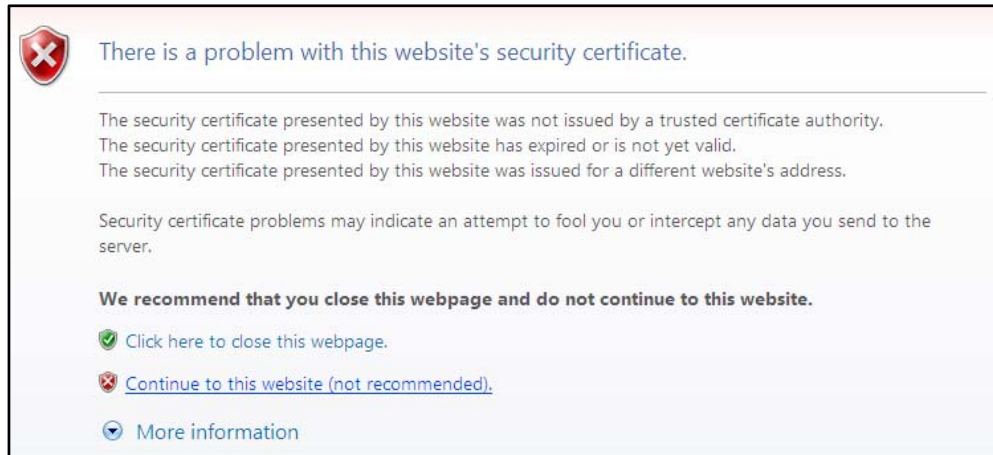 There is a problem with this website's security certificate.
The security certificate presented by this website was not issued by a trusted certificate authority.
The security certificate presented by this website has expired or is not yet valid.
The security certificate presented by this website was issued for a different website's address.
Security certificate problems may indicate an attempt to fool you or intercept any data you send to the
server.
We recommend that you close this webpage and do not continue to this website.
Click here to close this webpage.
Continue to this website (not recommended).
More information